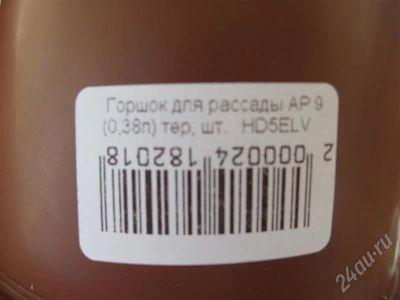 Горшок для рассады АР 9
(0,38л) тер, шт. HD5ELV
2 000024 182018
24au.ru